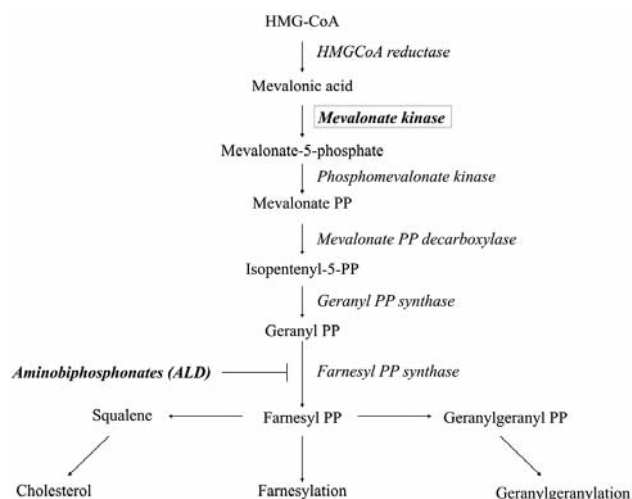 HMG-CoA
HMGCoA reductase
Mevalonic acid
Mevalonate kinase
Mevalonate-5-phosphate
Phosphomevalonate kinase
Mevalonate PP
Mevalonate PP decarboxylase
Isopentenyl-5-PP
Geranyl PP synthase
Geranyl PP
Aminobiphosphonates (ALD)
Farnesyl PP synthase
Squalene
Farnesyl PP
Geranylgeranyl PP
Cholesterol
Farnesylation
Geranylgeranylation